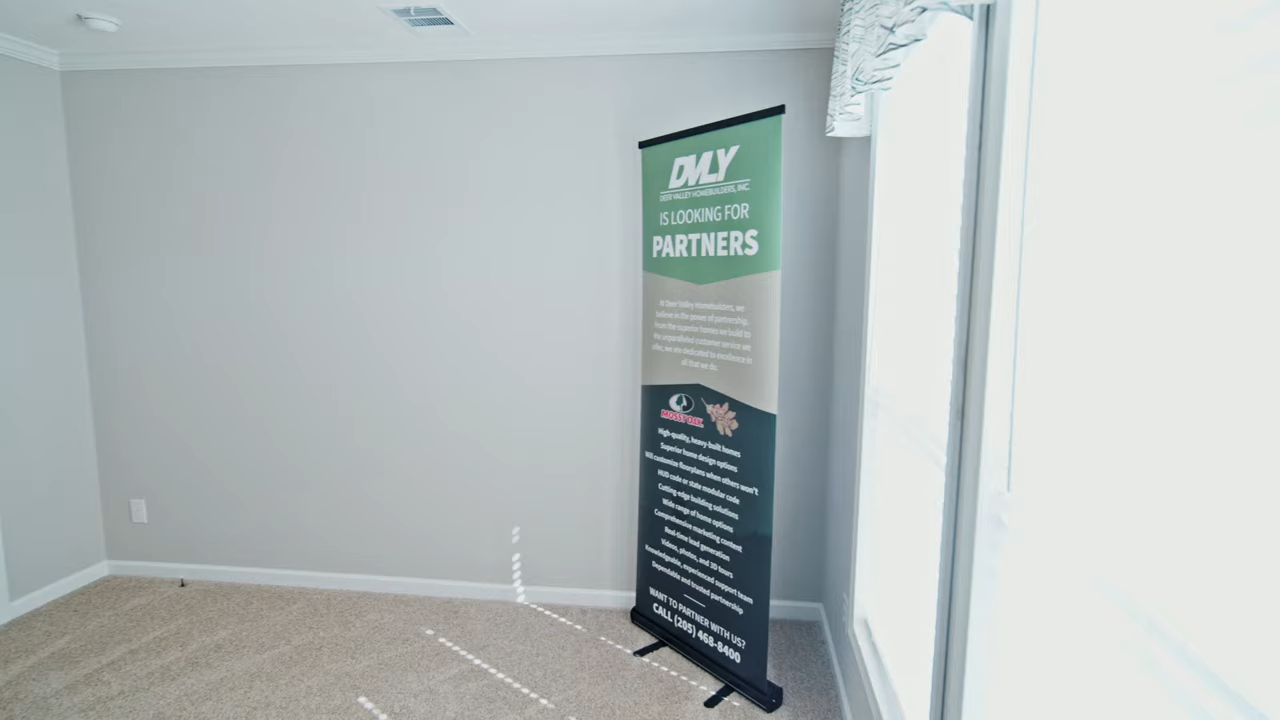 DVLY
DEER VALLEY HOMEBUILDERS, INC.
IS LOOKING FOR
PARTNERS
At Deer Valley Homebuilders, we
believe in the power of partnership.
From the superior homes we build to
the unparalleled customer service we
offer, we are dedicated to excellence in
all that we do.
MOSSY OAK
High-quality, heavy-built homes
Superior home design options
Will customize floorplans when others won't
HUD code or state modular code
Cutting-edge building solutions
Wide range of home options
Comprehensive marketing content
Real-time lead generation
Videos, photos, and 3D tours
Knowledgeable, experienced support team
Dependable and trusted partnership
WANT TO PARTNER WITH US?
CALL (205) 468-8400